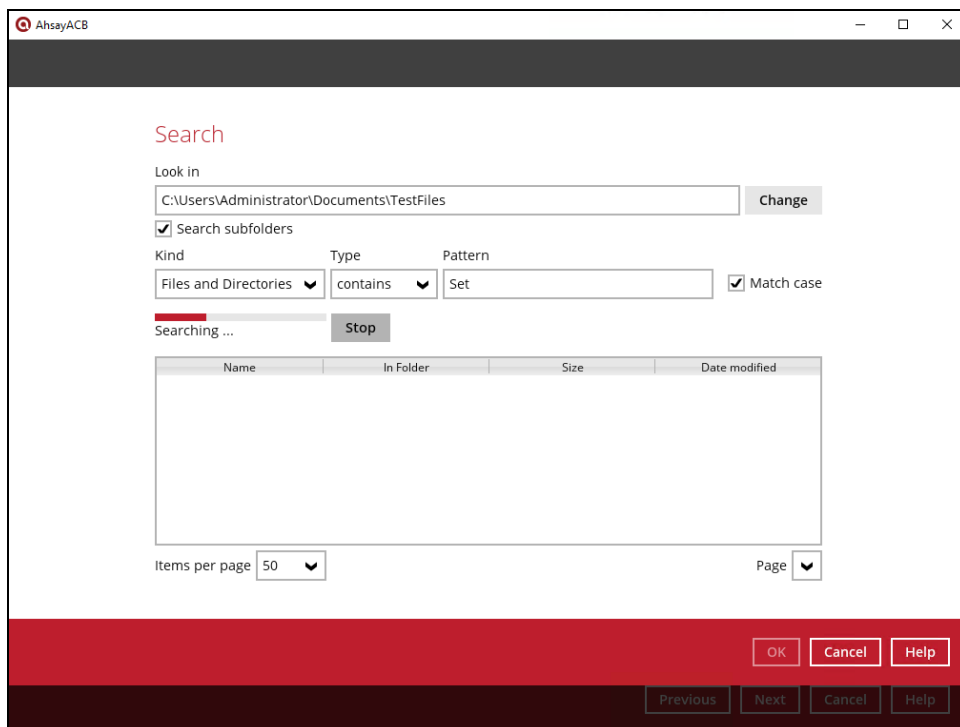 AhsayACB
Search
Look in
C:\Users\Administrator\Documents\TestFiles Change
Search subfolders
Kind Type Pattern
Files and Directories contains Set Match case
Searching ... Stop
Name In Folder Size Date modified
Items per page 50 Page
OK Cancel Help
Previous Next Cancel Help